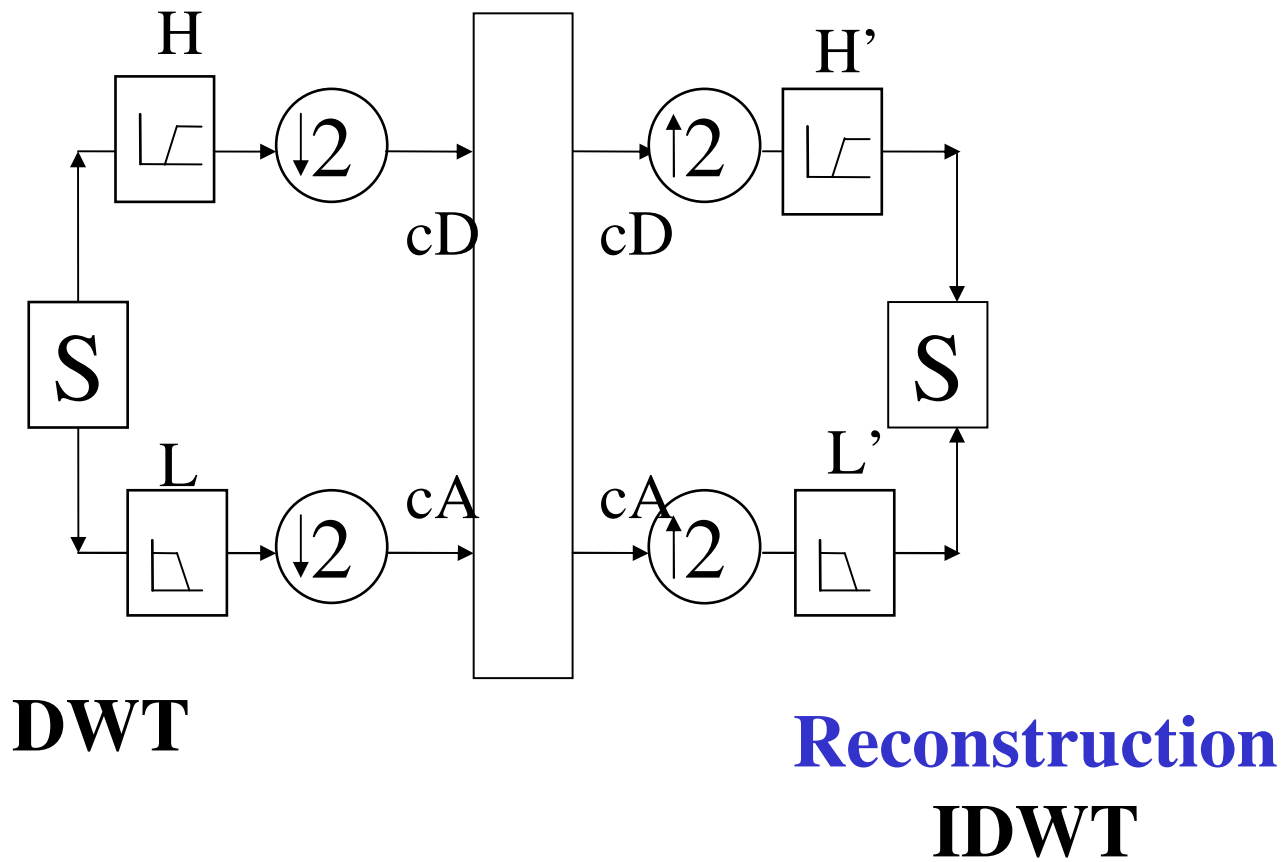 H
H’
↓2
↑2
cD
cD
S
S
L
L’
cA
cA
↓2
↑2
DWT
Reconstruction
IDWT